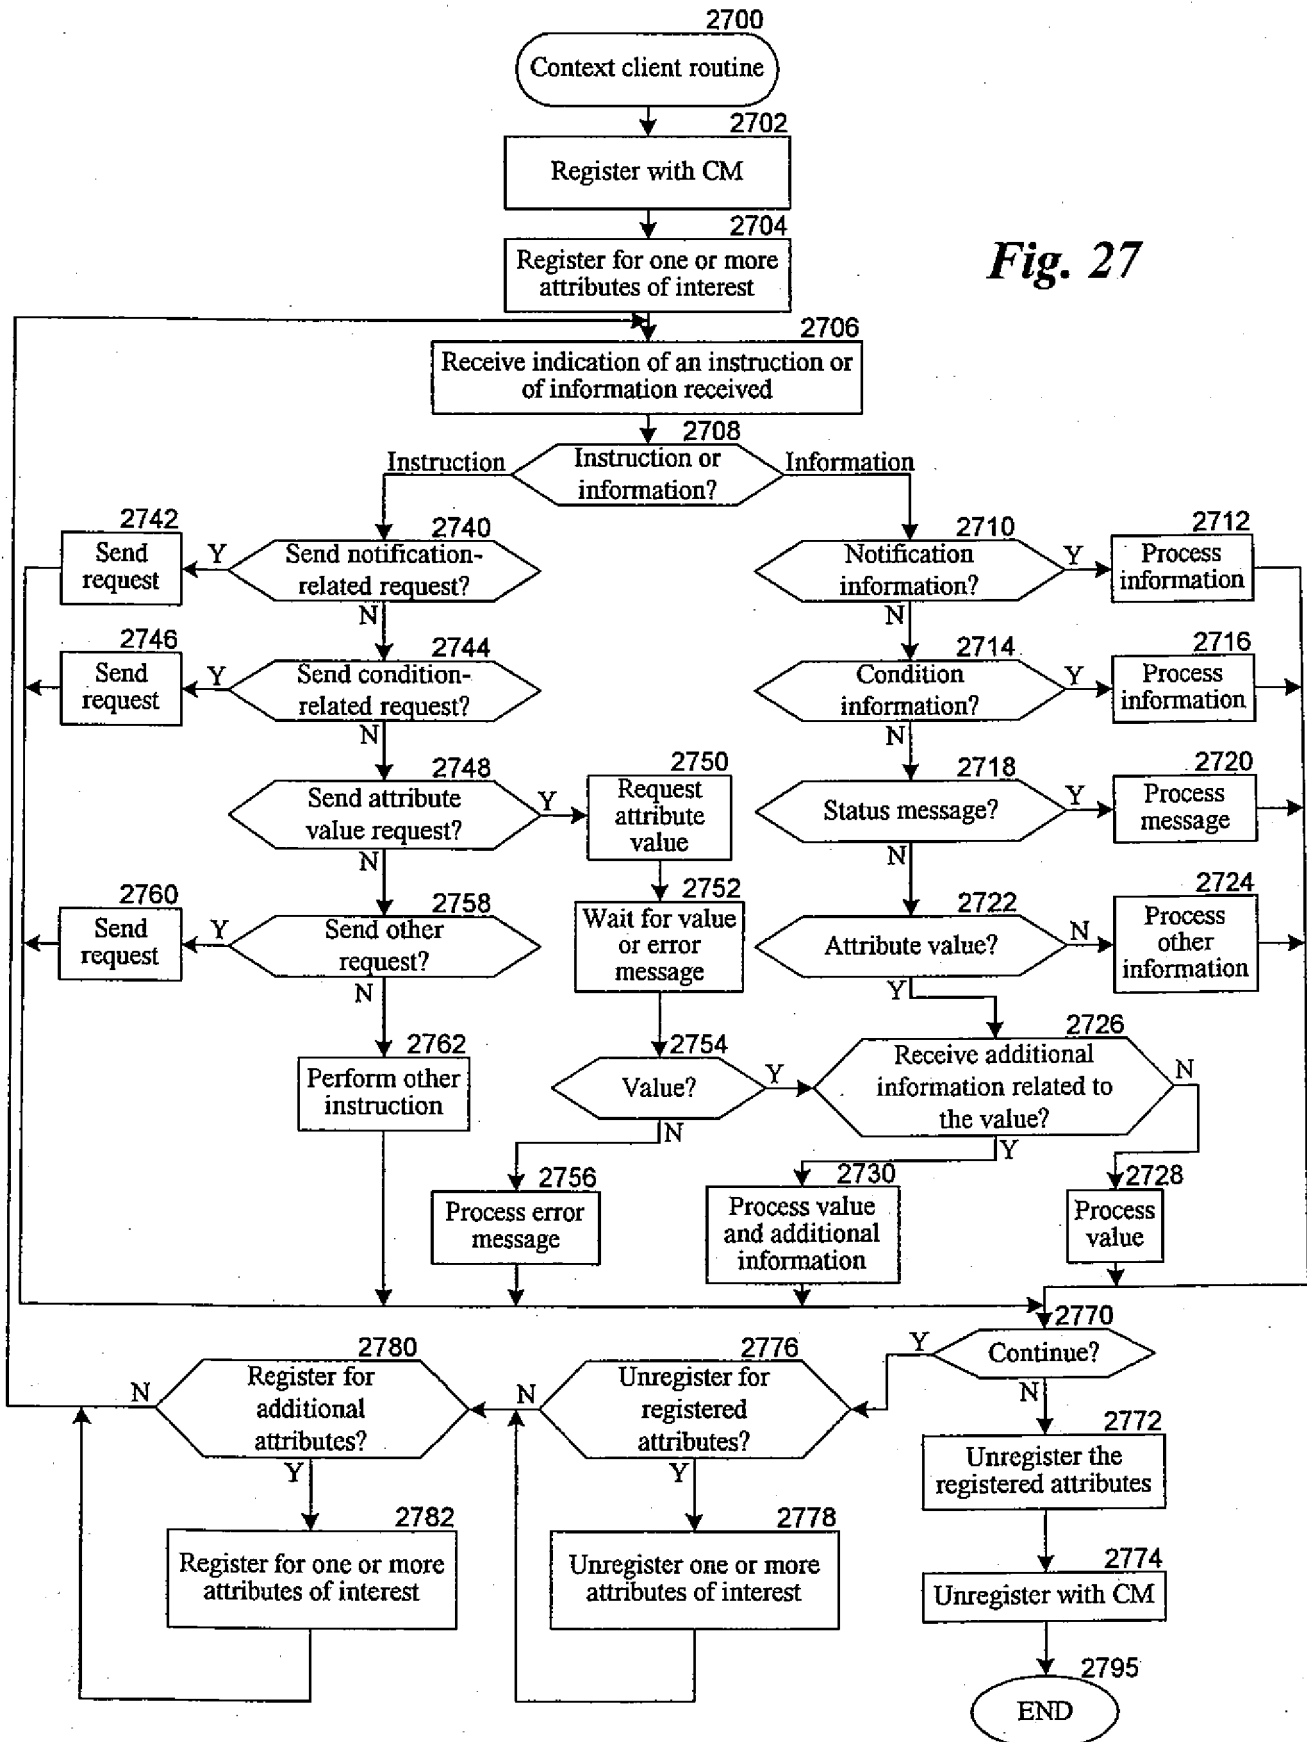 2700
Context client routine
2702
Register with CM
2704
Register for one or more
attributes of interest
Fig. 27
2706
Receive indication of an instruction or
of information received
2708
Instruction
Instruction or
information?
Information
2742
Send
request
Y
2740
Send notification-
related request?
N
2710
Notification
information?
Y
N
2712
Process
information
2746
Send
request
Y
2744
Send condition-
related request?
N
2714
Condition
information?
Y
N
2716
Process
information
2748
Send attribute
value request?
Y
N
2750
Request
attribute
value
2718
Status message?
Y
N
2720
Process
message
2760
Send
request
Y
2758
Send other
request?
N
2752
Wait for value
or error
message
2722
Attribute value?
N
Y
2724
Process
other
information
2762
Perform other
instruction
2754
Value?
Y
N
2726
Receive additional
information related to
the value?
N
Y
2756
Process error
message
2730
Process value
and additional
information
2728
Process
value
2770
Continue?
Y
N
2776
Unregister for
registered
attributes?
N
Y
2780
Register for
additional
attributes?
N
Y
2772
Unregister the
registered attributes
2782
Register for one or more
attributes of interest
2778
Unregister one or more
attributes of interest
2774
Unregister with CM
2795
END